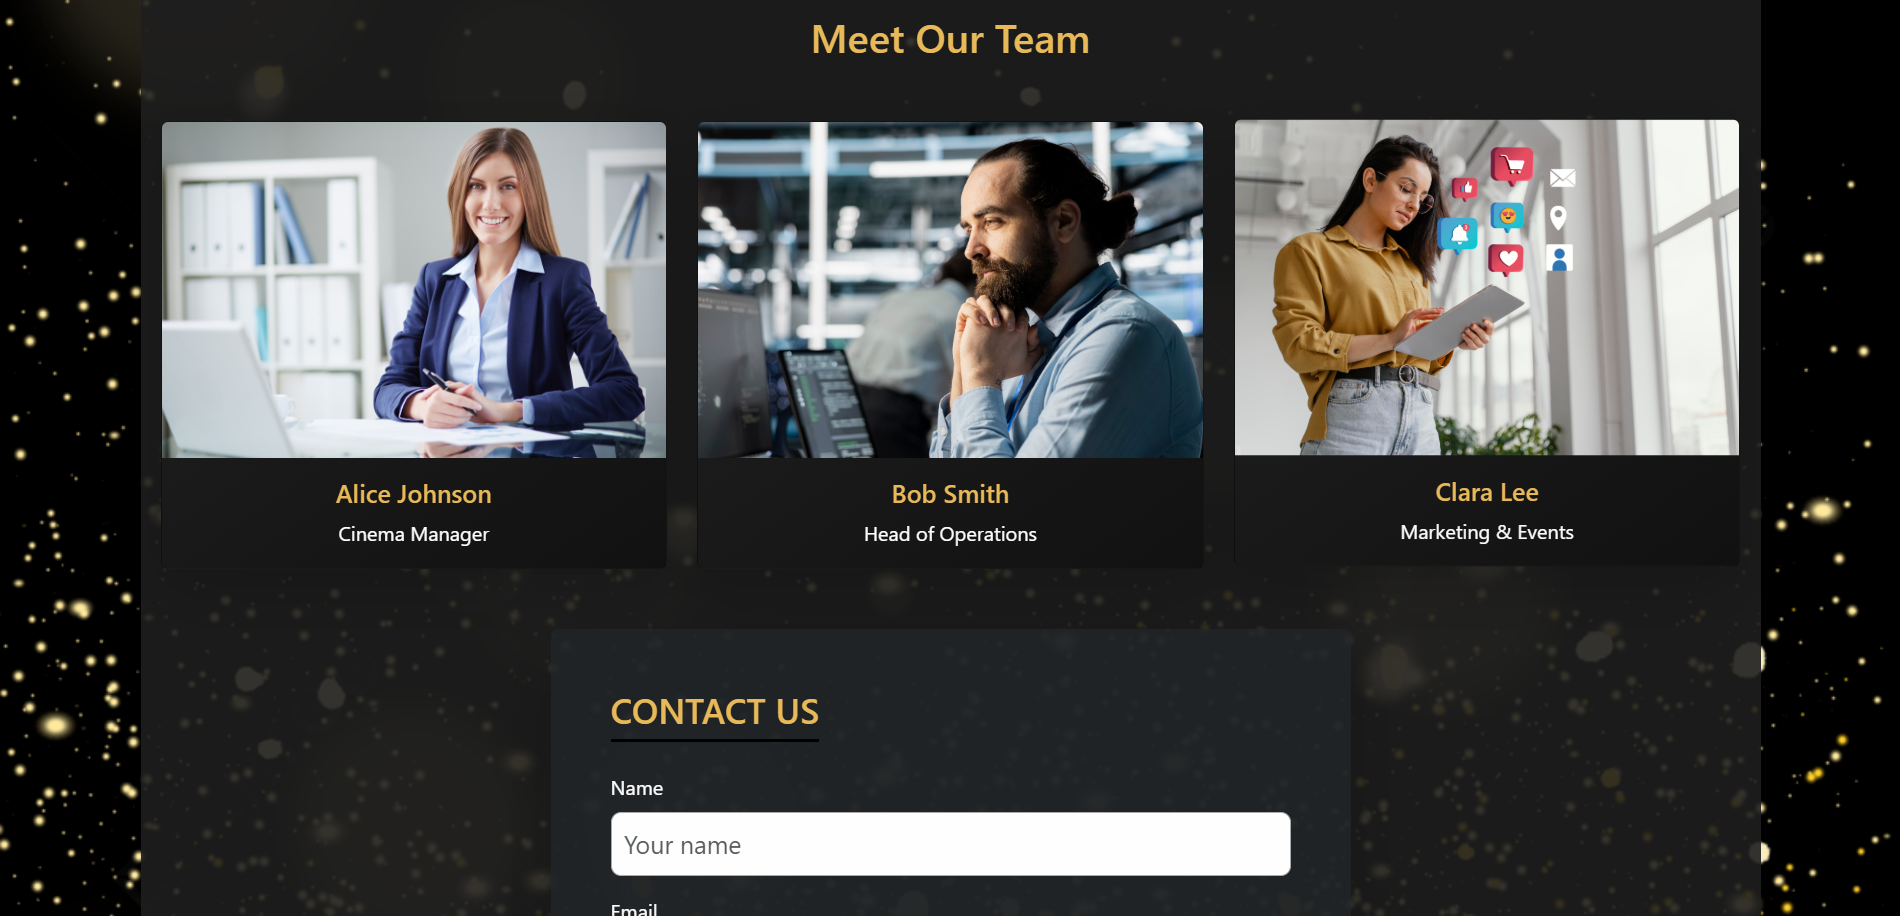 Meet Our Team
Alice Johnson
Cinema Manager
Bob Smith
Head of Operations
Clara Lee
Marketing & Events
CONTACT US
Name
Your name
Email